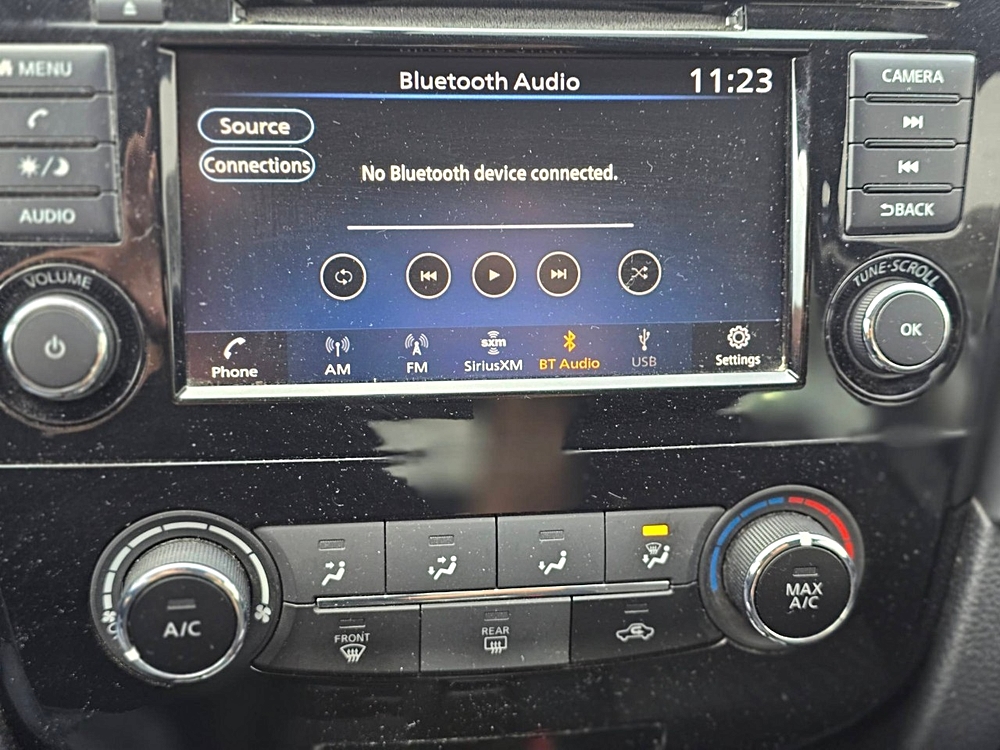 MENU
AUDIO
VOLUME
Bluetooth Audio
11:23
Source
Connections
No Bluetooth device connected.
Phone
AM
FM
sxm
SiriusXM
BT Audio
USB
Settings
CAMERA
BACK
TUNE·SCROLL
OK
A/C
FRONT
REAR
MAX
A/C